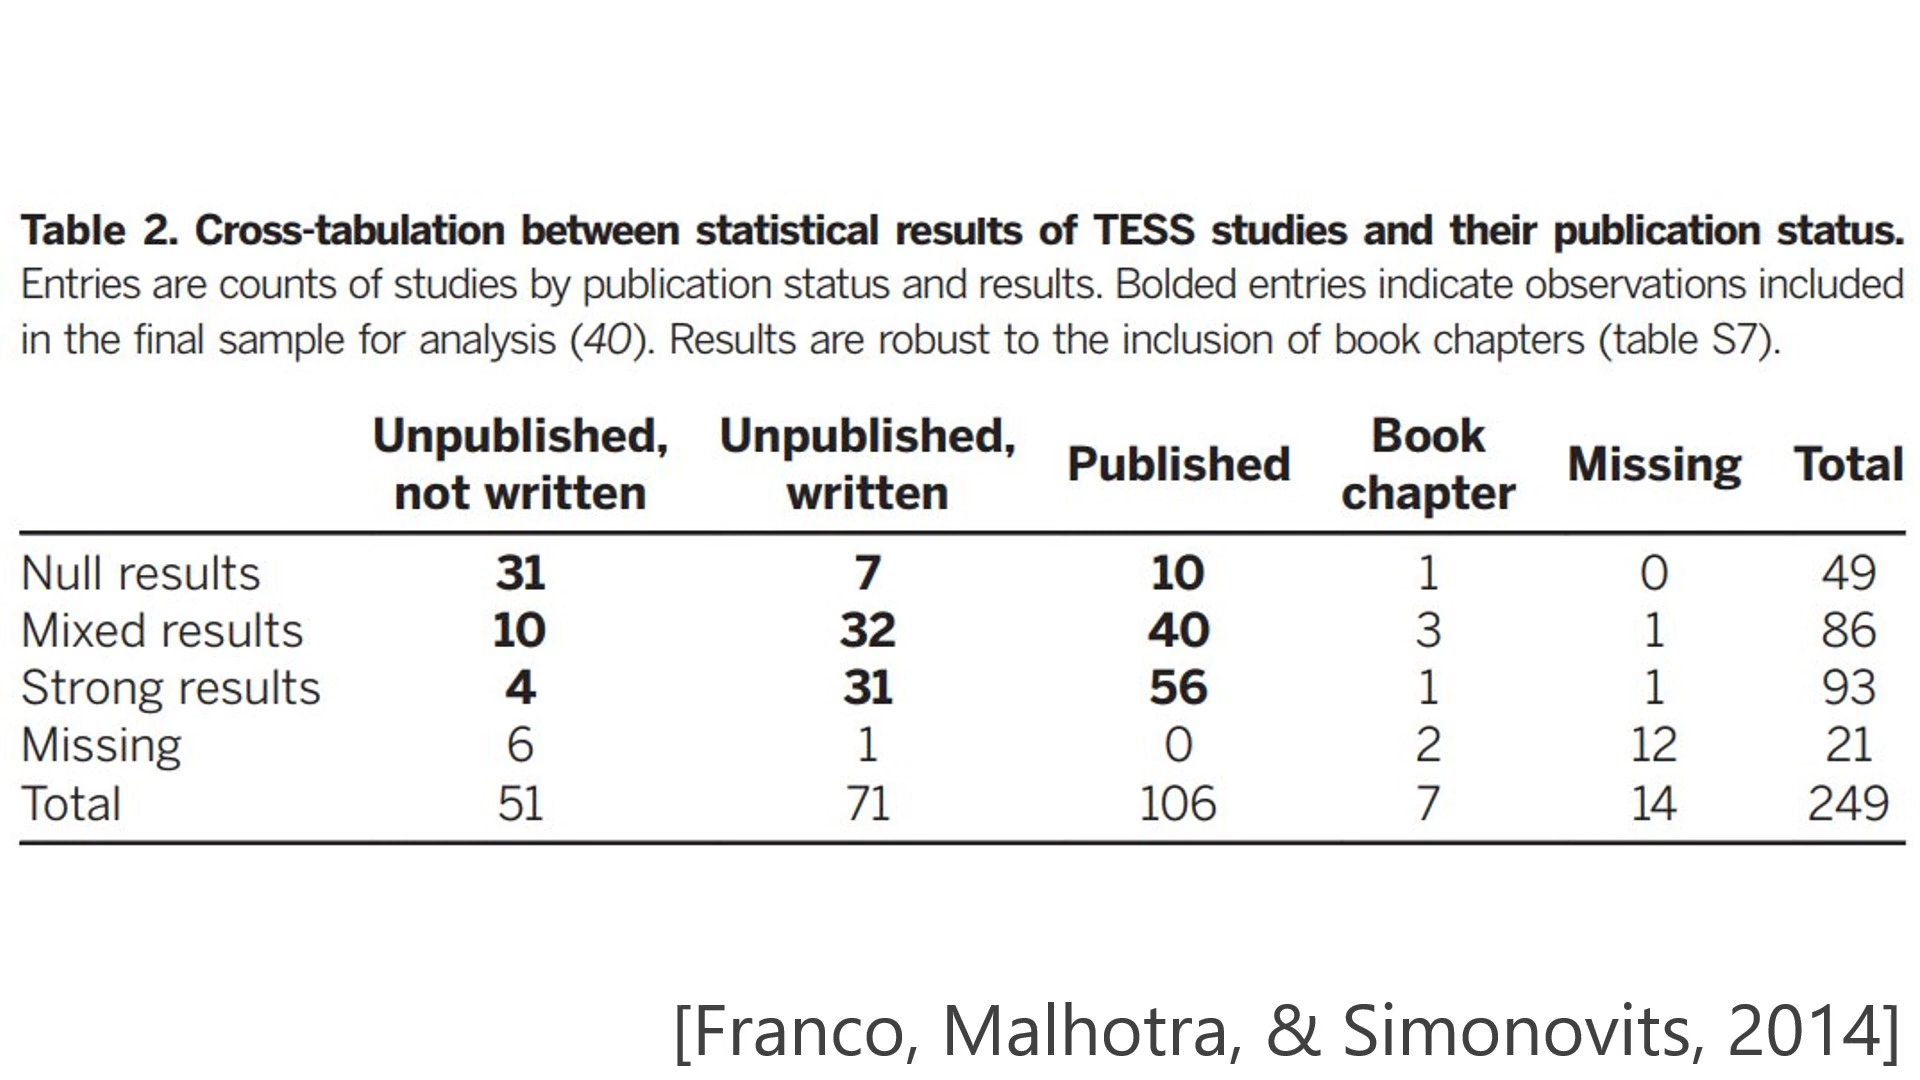 Table 2. Cross-tabulation between statistical results of TESS studies and their publication status.
Entries are counts of studies by publication status and results. Bolded entries indicate observations included
in the final sample for analysis (40). Results are robust to the inclusion of book chapters (table S7).
Unpublished, not written Unpublished, written Published Book chapter Missing Total
Null results 31 7 10 1 0 49
Mixed results 10 32 40 3 1 86
Strong results 4 31 56 1 1 93
Missing 6 1 0 2 12 21
Total 51 71 106 7 14 249
[Franco, Malhotra, & Simonovits, 2014]